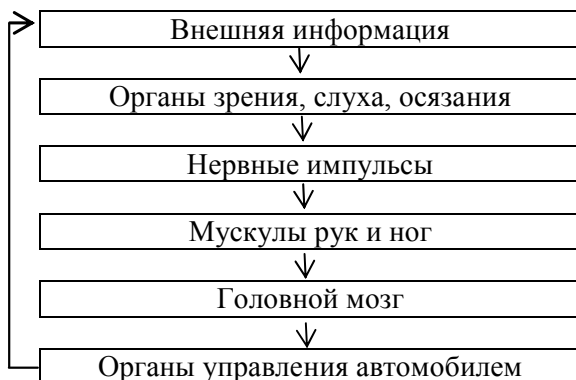 Внешняя информация
Органы зрения, слуха, осязания
Нервные импульсы
Мускулы рук и ног
Головной мозг
Органы управления автомобилем